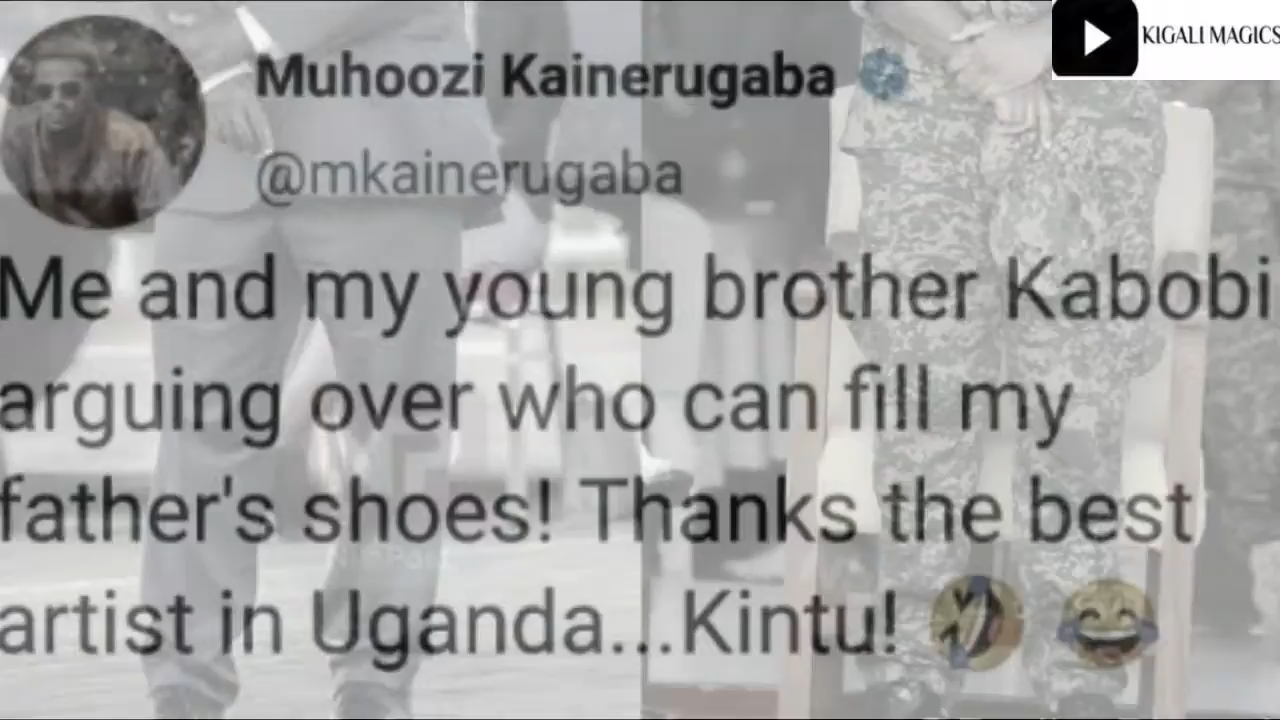 KIGALI MAGICS
Muhoozi Kainerugaba
@mkainerugaba
Me and my young brother Kabobi
arguing over who can fill my
father's shoes! Thanks the best
artist in Uganda...Kintu! 🤣 😂